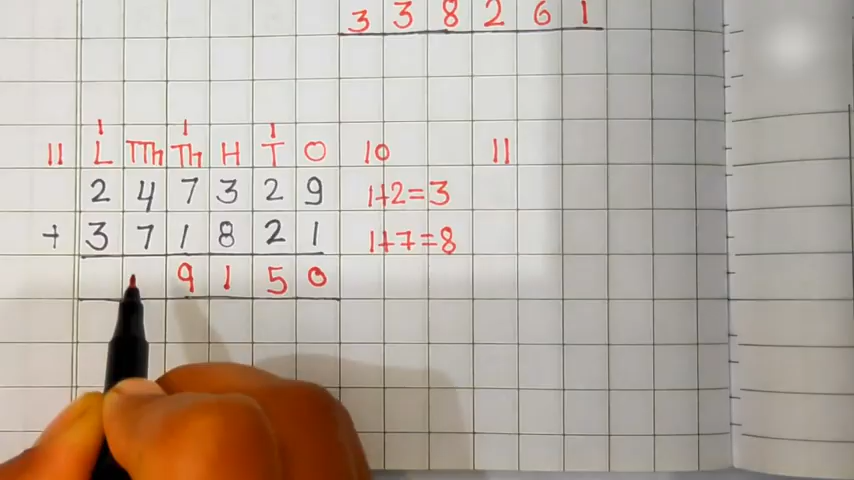 3 3 8 2 6 1
1 1 1
11 L TTh Th H T O 10 11
2 4 7 3 2 9 1+2=3
+ 3 7 1 8 2 1 1+7=8
9 1 5 0